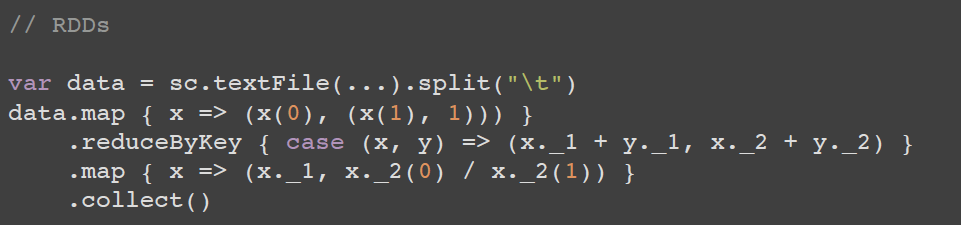 // RDDs
var data = sc.textFile(...).split("\t")
data.map { x => (x(0), (x(1), 1))) }
.reduceByKey { case (x, y) => (x._1 + y._1, x._2 + y._2) }
.map { x => (x._1, x._2(0) / x._2(1)) }
.collect()